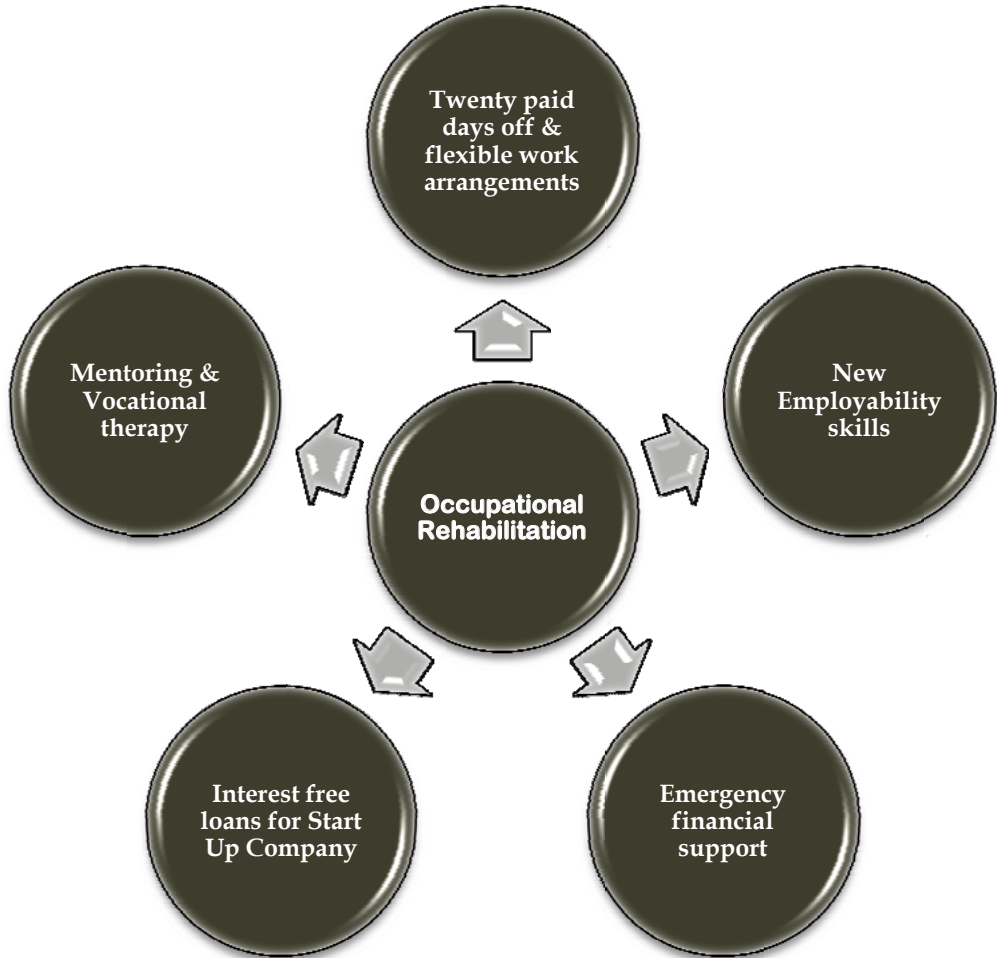 Twenty paid
days off &
flexible work
arrangements
Mentoring &
Vocational
therapy
New
Employability
skills
Occupational
Rehabilitation
Interest free
loans for Start
Up Company
Emergency
financial
support